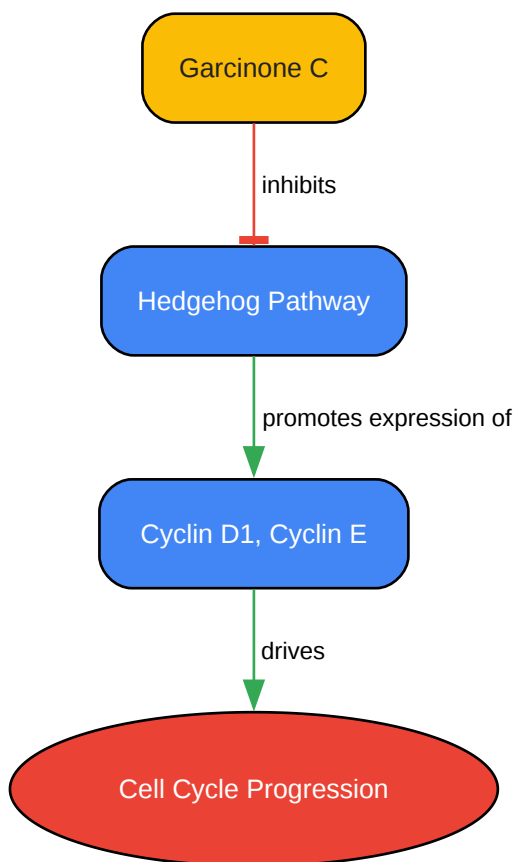 Garcinone C
inhibits
Hedgehog Pathway
promotes expression of
Cyclin D1, Cyclin E
drives
Cell Cycle Progression